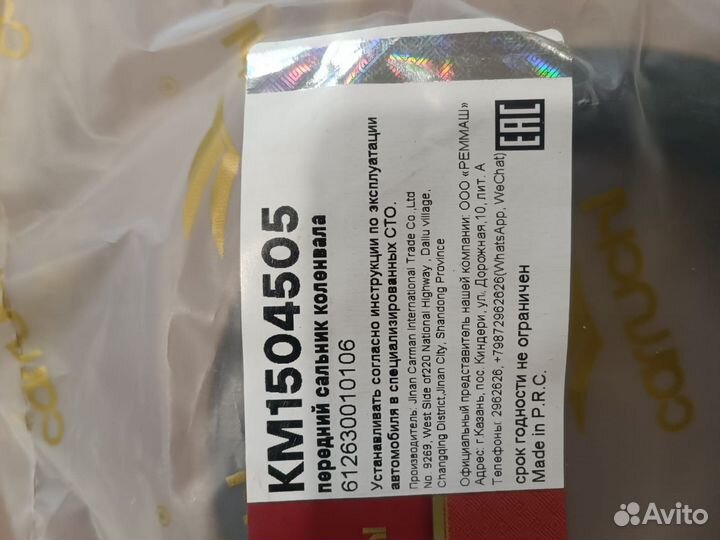 KM1504505
передний сальник коленвала
612630010106
Устанавливать согласно инструкции по эксплуатации
автомобиля в специализированных СТО.
Производитель: Jinan Carman International Trade Co.,Ltd
No. 9269, West Side of220 National Highway , Dailu village,
Changqing District,Jinan City, Shandong Province
Официальный представитель нашей компании: ООО «РЕММАШ»
Адрес: г.Казань, пос. Киндери, ул. Дорожная,10, лит. А
Телефоны: 2962626, +79872962626(WhatsApp, WeChat)
срок годности не ограничен
Made in P.R.C.
EAC
carruchl
Avito